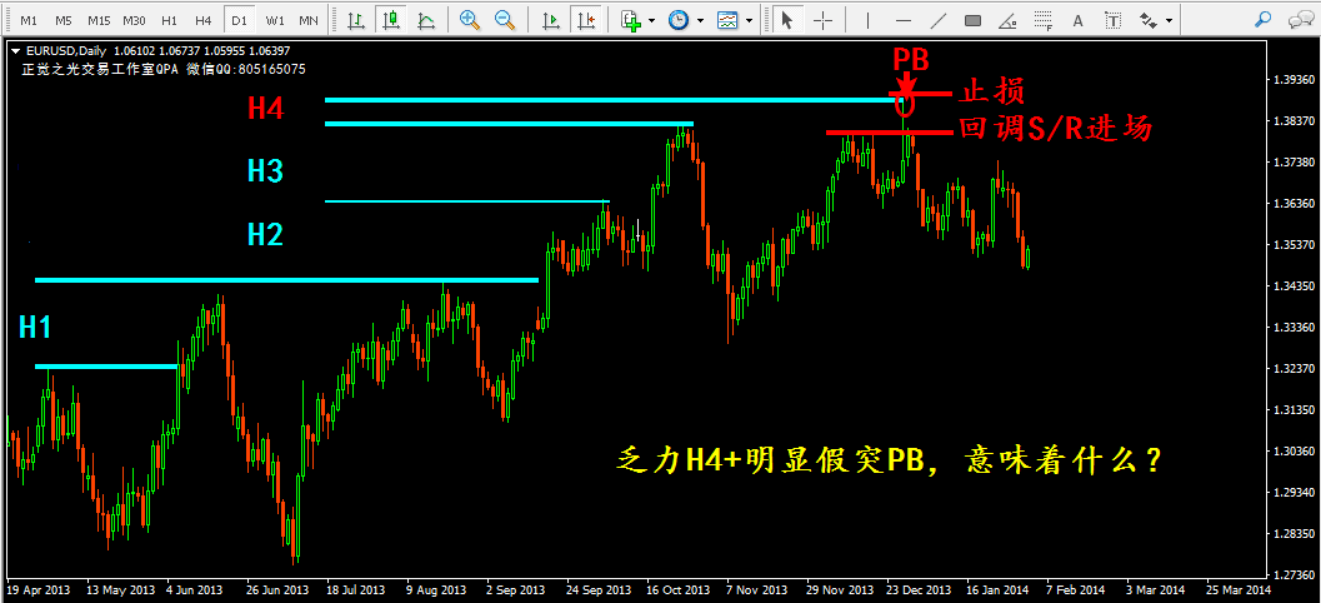 M1 M5 M15 M30 H1 H4 D1 W1 MN
EURUSD,Daily 1.06102 1.06737 1.05955 1.06397
正觉之光交易工作室QPA 微信QQ:805165075
PB
1.39360
H4
止损
1.38370
回调S/R进场
1.37380
H3
1.36360
H2
1.35370
1.34350
H1
1.33360
1.32370
1.31350
乏力H4+明显假突PB，意味着什么？
1.30360
1.29340
1.28350
1.27360
19 Apr 2013 13 May 2013 4 Jun 2013 26 Jun 2013 18 Jul 2013 9 Aug 2013 2 Sep 2013 24 Sep 2013 16 Oct 2013 7 Nov 2013 29 Nov 2013 23 Dec 2013 16 Jan 2014 7 Feb 2014 3 Mar 2014 25 Mar 2014